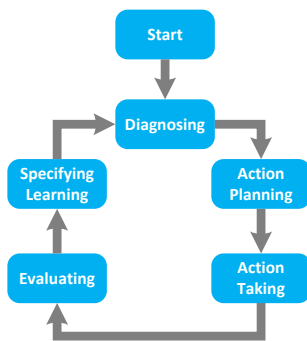 Start
Diagnosing
Specifying
Learning
Action
Planning
Evaluating
Action
Taking